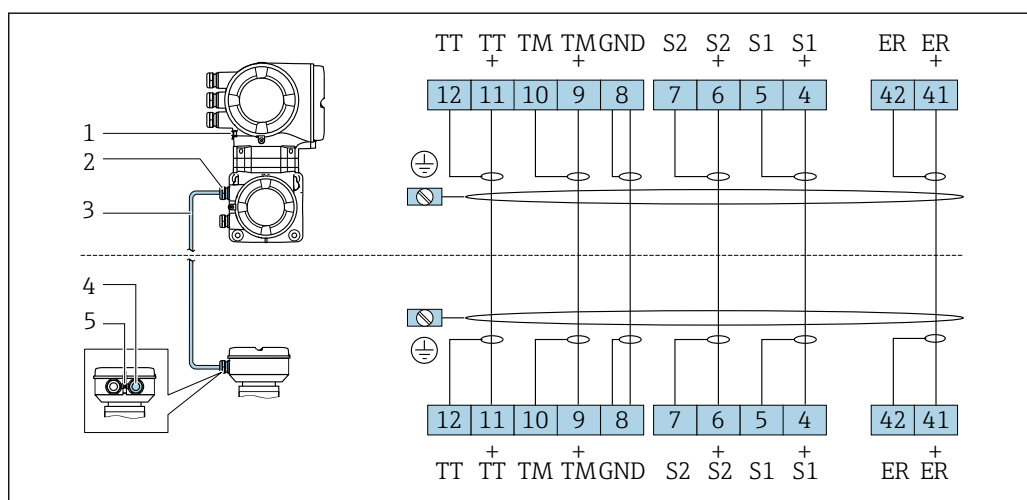 TT TT TM TM GND S2 S2 S1 S1 ER ER
+ + + + +
12 11 10 9 8 7 6 5 4 42 41
1
2
3
4
5
12 11 10 9 8 7 6 5 4 42 41
+ + + + +
TT TT TM TM GND S2 S2 S1 S1 ER ER